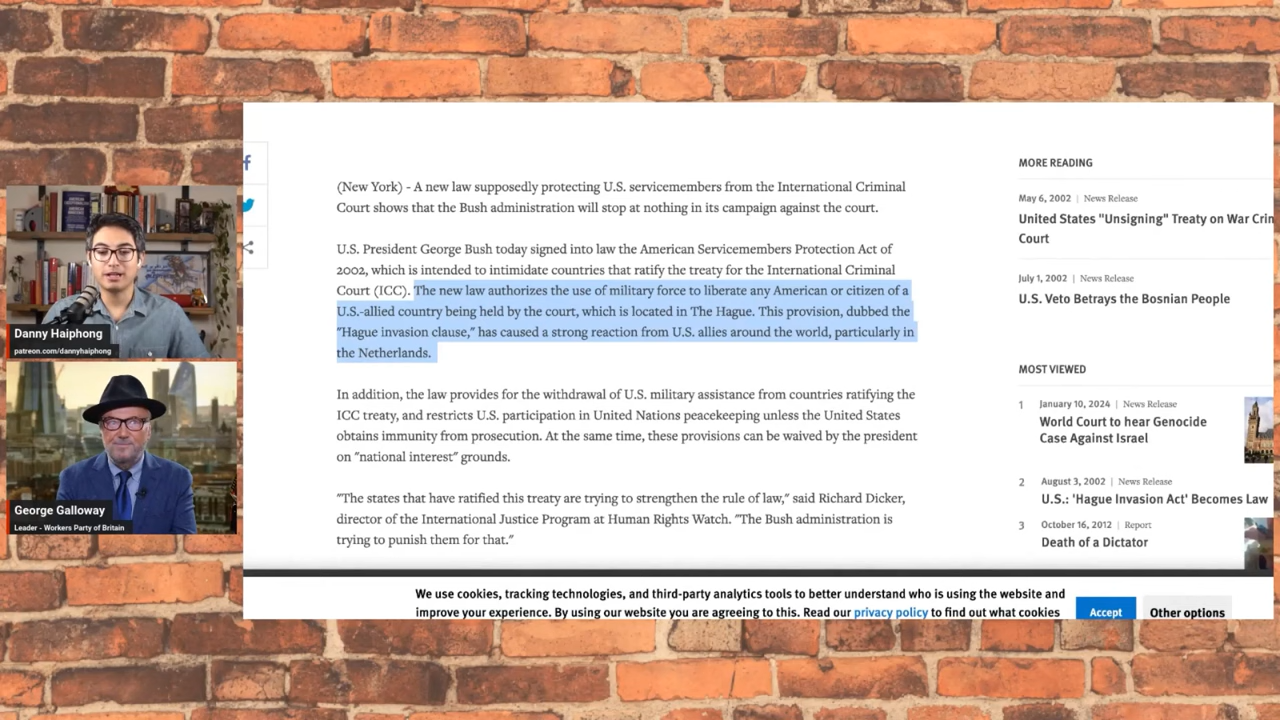 Danny Haiphong
patreon.com/dannyhaiphong
George Galloway
Leader - Workers Party of Britain
(New York) - A new law supposedly protecting U.S. servicemembers from the International Criminal
Court shows that the Bush administration will stop at nothing in its campaign against the court.
U.S. President George Bush today signed into law the American Servicemembers Protection Act of
2002, which is intended to intimidate countries that ratify the treaty for the International Criminal
Court (ICC). The new law authorizes the use of military force to liberate any American or citizen of a
U.S.-allied country being held by the court, which is located in The Hague. This provision, dubbed the
"Hague invasion clause," has caused a strong reaction from U.S. allies around the world, particularly in
the Netherlands.
In addition, the law provides for the withdrawal of U.S. military assistance from countries ratifying the
ICC treaty, and restricts U.S. participation in United Nations peacekeeping unless the United States
obtains immunity from prosecution. At the same time, these provisions can be waived by the president
on "national interest" grounds.
"The states that have ratified this treaty are trying to strengthen the rule of law," said Richard Dicker,
director of the International Justice Program at Human Rights Watch. "The Bush administration is
trying to punish them for that."
MORE READING
May 6, 2002 | News Release
United States "Unsigning" Treaty on War Crim
Court
July 1, 2002 | News Release
U.S. Veto Betrays the Bosnian People
MOST VIEWED
1 January 10, 2024 | News Release
World Court to hear Genocide
Case Against Israel
2 August 3, 2002 | News Release
U.S.: 'Hague Invasion Act' Becomes Law
3 October 16, 2012 | Report
Death of a Dictator
We use cookies, tracking technologies, and third-party analytics tools to better understand who is using the website and
improve your experience. By using our website you are agreeing to this. Read our privacy policy to find out what cookies
Accept
Other options